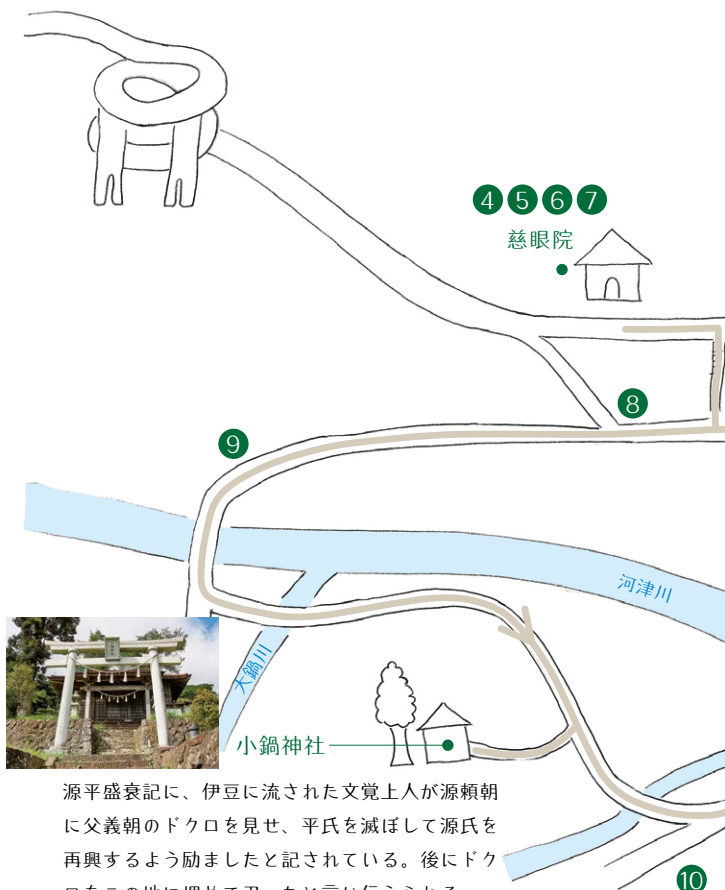 4 5 6 7
慈眼院
8
9
河津川
大鍋川
小鍋神社
源平盛衰記に、伊豆に流された文覚上人が源頼朝
に父義朝のドクロを見せ、平氏を滅ぼして源氏を
再興するよう励ましたと記されている。後にドク
10